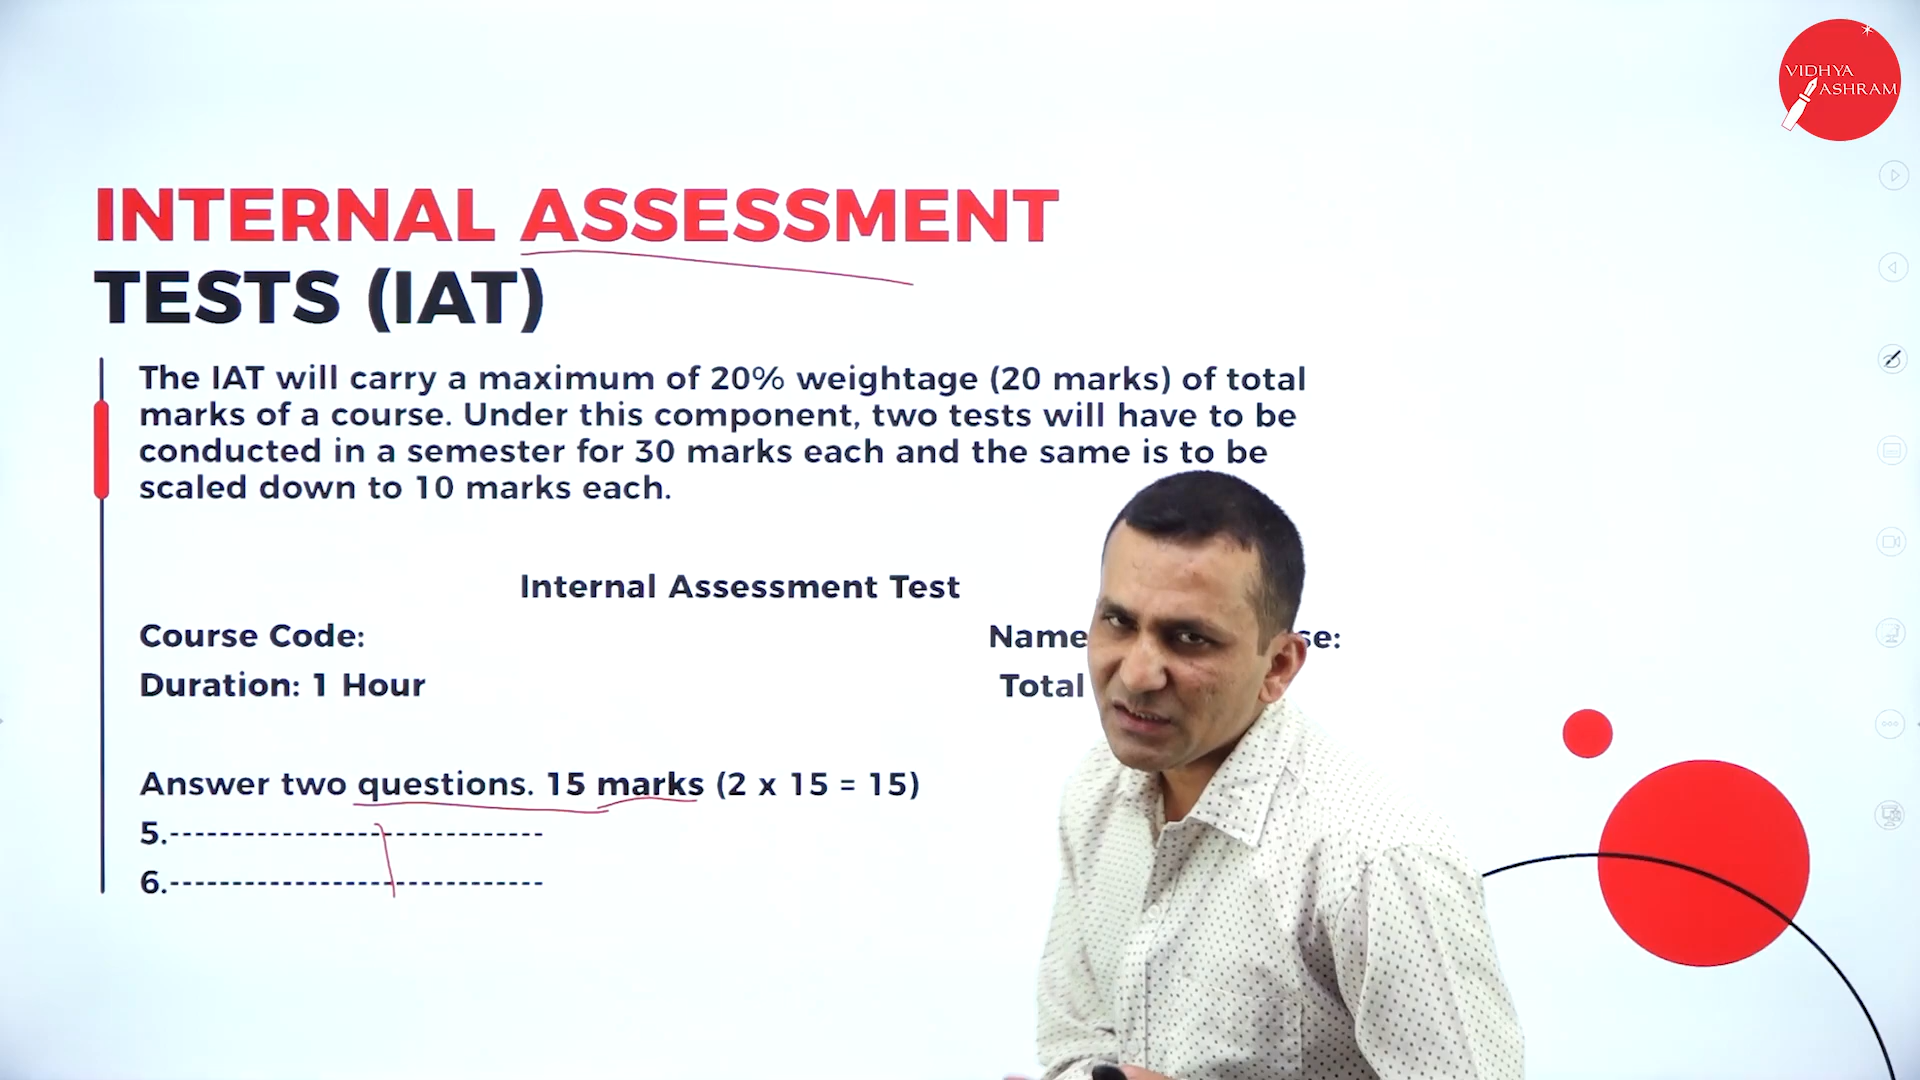 VIDHYA
ASHRAM
INTERNAL ASSESSMENT
TESTS (IAT)
The IAT will carry a maximum of 20% weightage (20 marks) of total
marks of a course. Under this component, two tests will have to be
conducted in a semester for 30 marks each and the same is to be
scaled down to 10 marks each.
Internal Assessment Test
Course Code:
Name
Duration: 1 Hour
Total
Answer two questions. 15 marks (2 x 15 = 15)
5.---------------------------
6.---------------------------